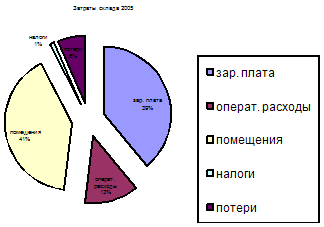 Затраты склада 2005
налоги
1%
потери
6%
зар. плата
39%
помещения
41%
операт.
расходы
13%
зар. плата
операт. расходы
помещения
налоги
потери